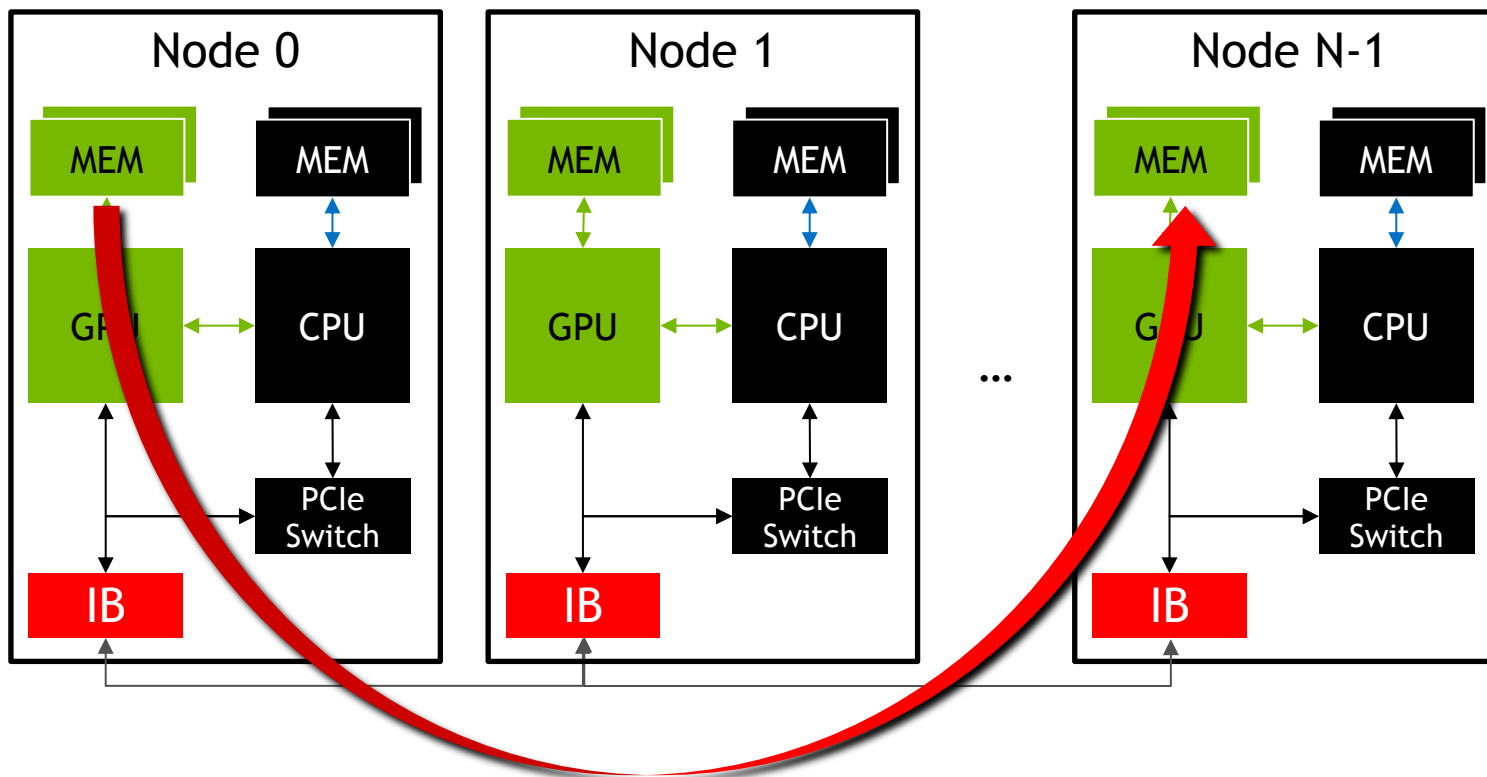 Node 0
MEM
MEM
GPU
CPU
PCIe
Switch
IB
Node 1
MEM
MEM
GPU
CPU
PCIe
Switch
IB
...
Node N-1
MEM
MEM
GPU
CPU
PCIe
Switch
IB